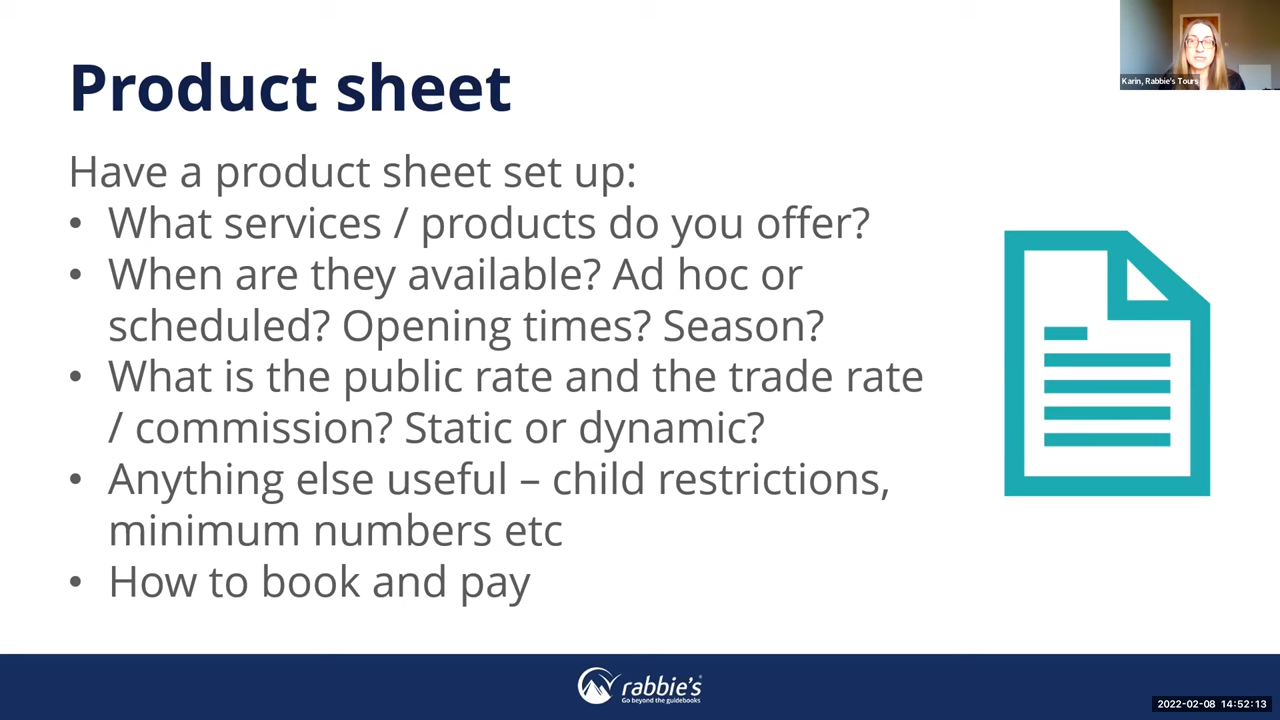 Product sheet
Karin, Rabbie's Tours
Have a product sheet set up:
• What services / products do you offer?
• When are they available? Ad hoc or
scheduled? Opening times? Season?
• What is the public rate and the trade rate
/ commission? Static or dynamic?
• Anything else useful – child restrictions,
minimum numbers etc
• How to book and pay
rabbie's
Go beyond the guidebooks
2022-02-08 14:52:13